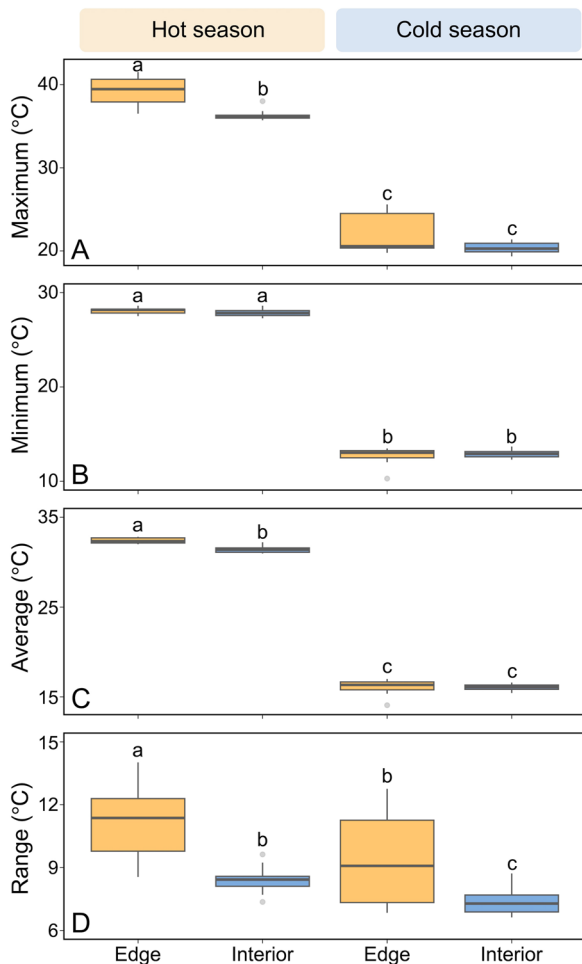 Hot season Cold season
Maximum (°C)
40
30
20
a
b
c
c
A
Minimum (°C)
30
20
10
a
a
b
b
B
Average (°C)
35
25
15
a
b
c
c
C
Range (°C)
15
12
9
6
a
b
b
c
D
Edge Interior Edge Interior